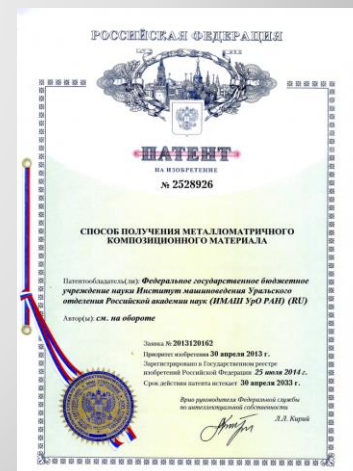 РОССИЙСКАЯ ФЕДЕРАЦИЯ
ПАТЕНТ
НА ИЗОБРЕТЕНИЕ
№ 2528926
СПОСОБ ПОЛУЧЕНИЯ МЕТАЛЛОМАТРИЧНОГО
КОМПОЗИЦИОННОГО МАТЕРИАЛА
Патентообладатель(ли): Федеральное государственное бюджетное
учреждение науки Институт машиноведения Уральского
отделения Российской академии наук (ИМАШ УрО РАН) (RU)
Автор(ы): см. на обороте
Заявка № 2013120162
Приоритет изобретения 30 апреля 2013 г.
Зарегистрировано в Государственном реестре
изобретений Российской Федерации 25 июля 2014 г.
Срок действия патента истекает 30 апреля 2033 г.
Врио руководителя Федеральной службы
по интеллектуальной собственности
Л.Л. Кирий